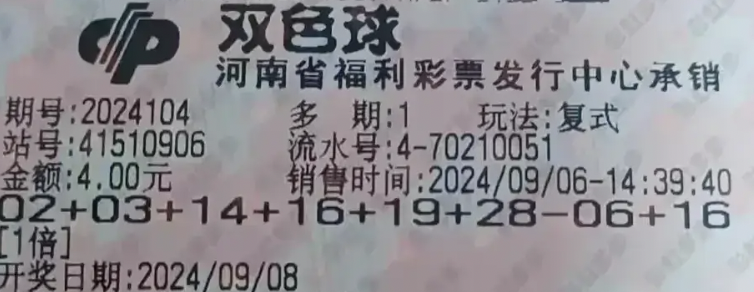 双色球
河南省福利彩票发行中心承销
期号:2024104 多 期:1 玩法:复式
站号:41510906 流水号:4-70210051
金额:4.00元 销售时间:2024/09/06-14:39:40
02+03+14+16+19+28-06+16
[1倍]
开奖日期:2024/09/08